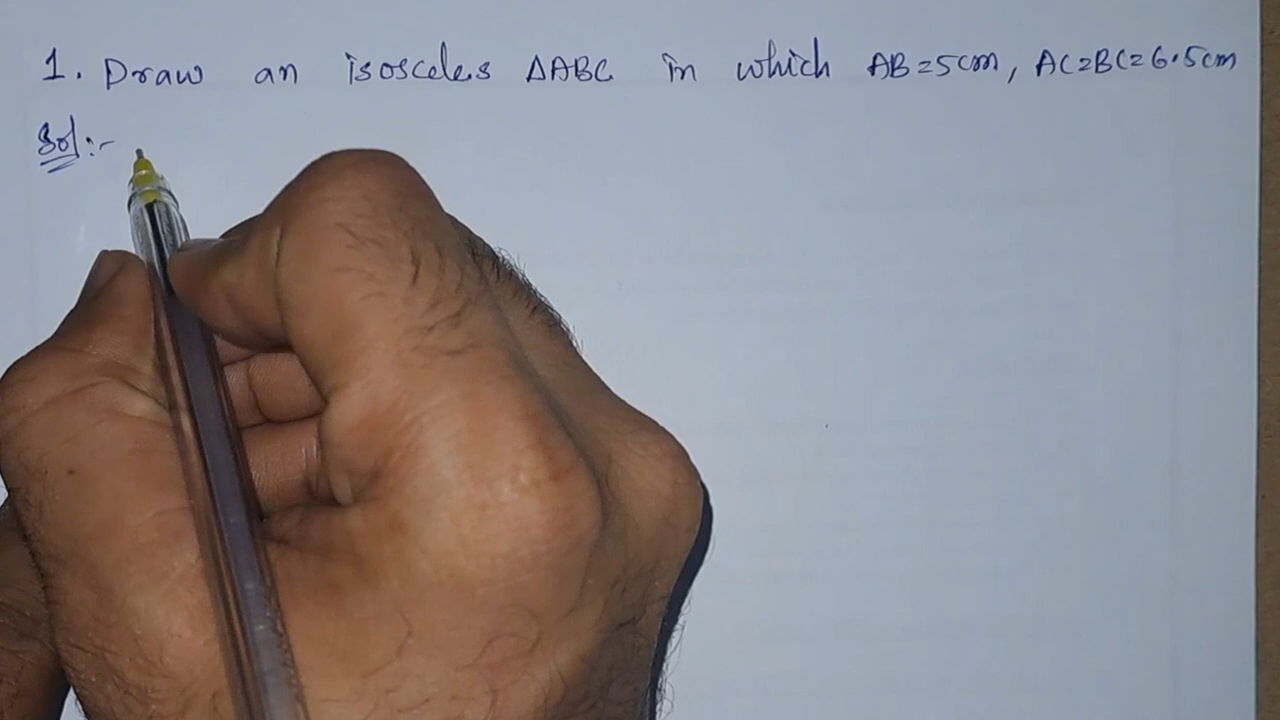 1. Draw an isosceles ΔABC in which AB=5cm, AC=BC=6.5cm
Sol:-